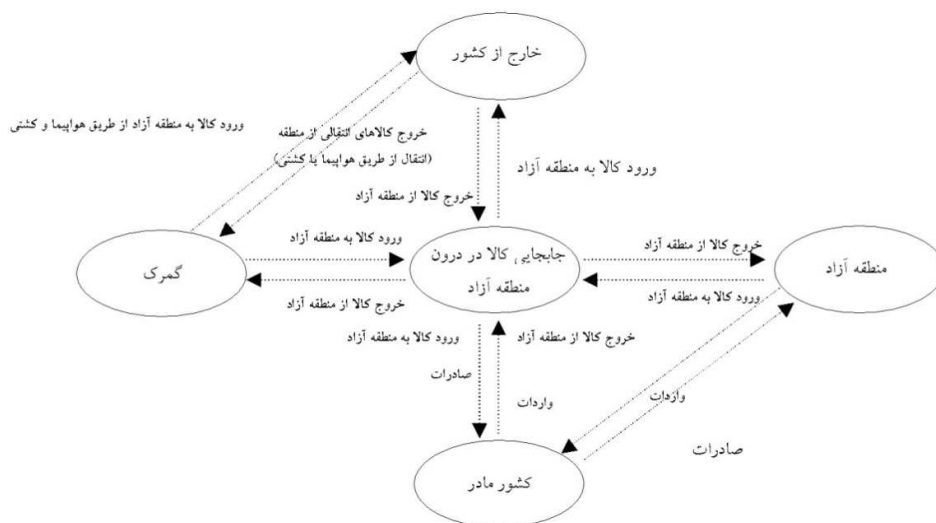 خارج از کشور
ورود کالا به منطقه آزاد از طریق هواپیما و کشتی
خروج کالاهای انتقالی از منطقه
(انتقال از طریق هواپیما یا کشتی)
ورود کالا به منطقه آزاد
خروج کالا از منطقه آزاد
خروج کالا از منطقه آزاد
جابجایی کالا در درون
منطقه آزاد
ورود کالا به منطقه آزاد
منطقه آزاد
گمرک
ورود کالا به منطقه آزاد
خروج کالا از منطقه آزاد
خروج کالا از منطقه آزاد
ورود کالا به منطقه آزاد
صادرات
واردات
واردات
صادرات
کشور مادر